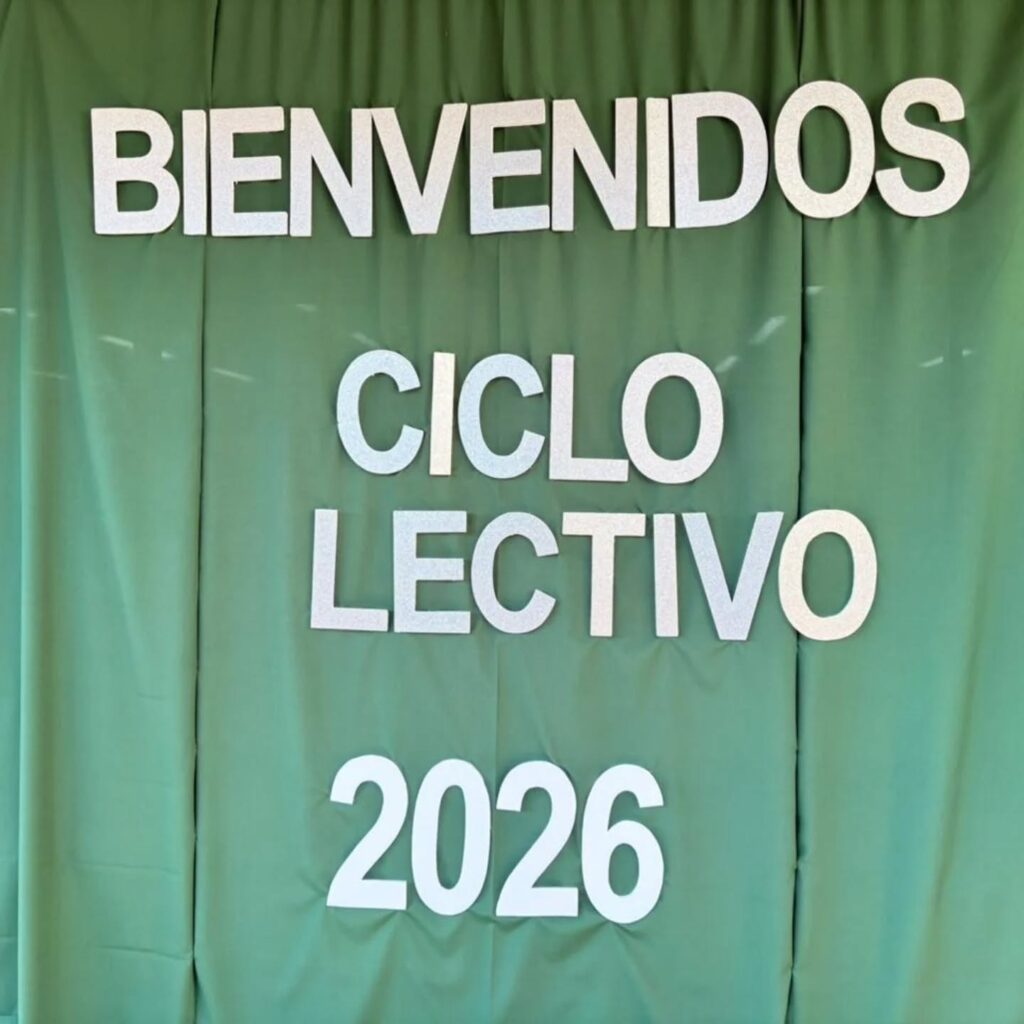 BIENVENIDOS
CICLO
LECTIVO
2026